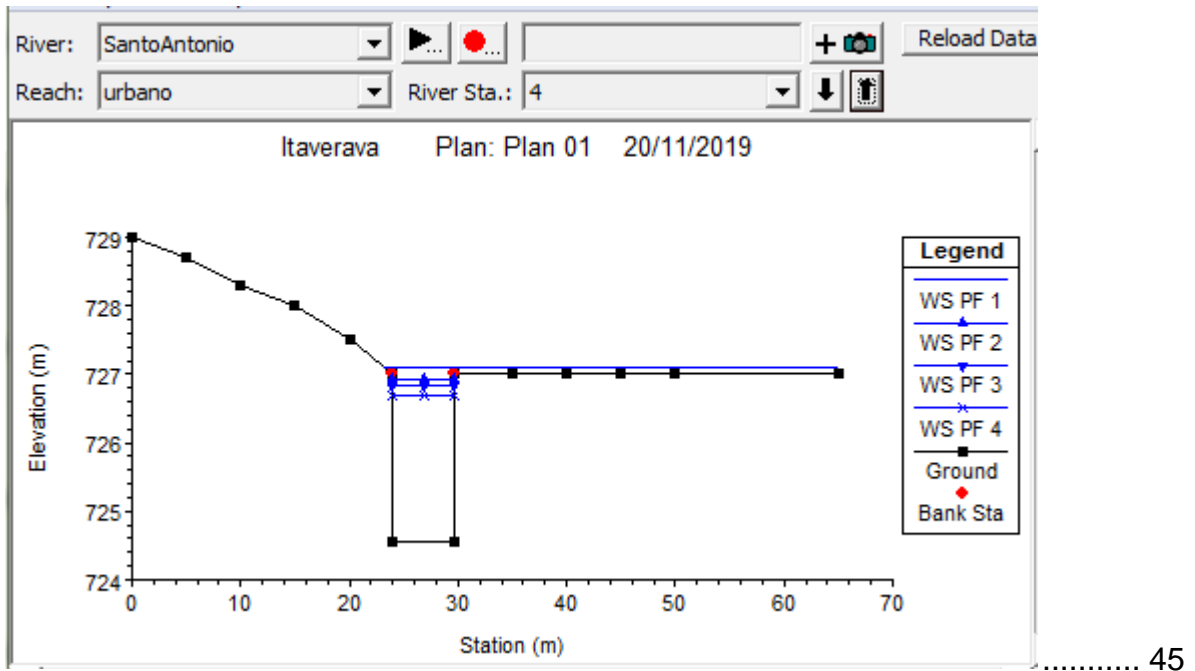 River: SantoAntonio ... ... + Reload Data
Reach: urbano River Sta.: 4
Itaverava Plan: Plan 01 20/11/2019
729
728
727
726
725
724
Elevation (m)
0 10 20 30 40 50 60 70
Station (m)
Legend
WS PF 1
WS PF 2
WS PF 3
WS PF 4
Ground
Bank Sta
........... 45